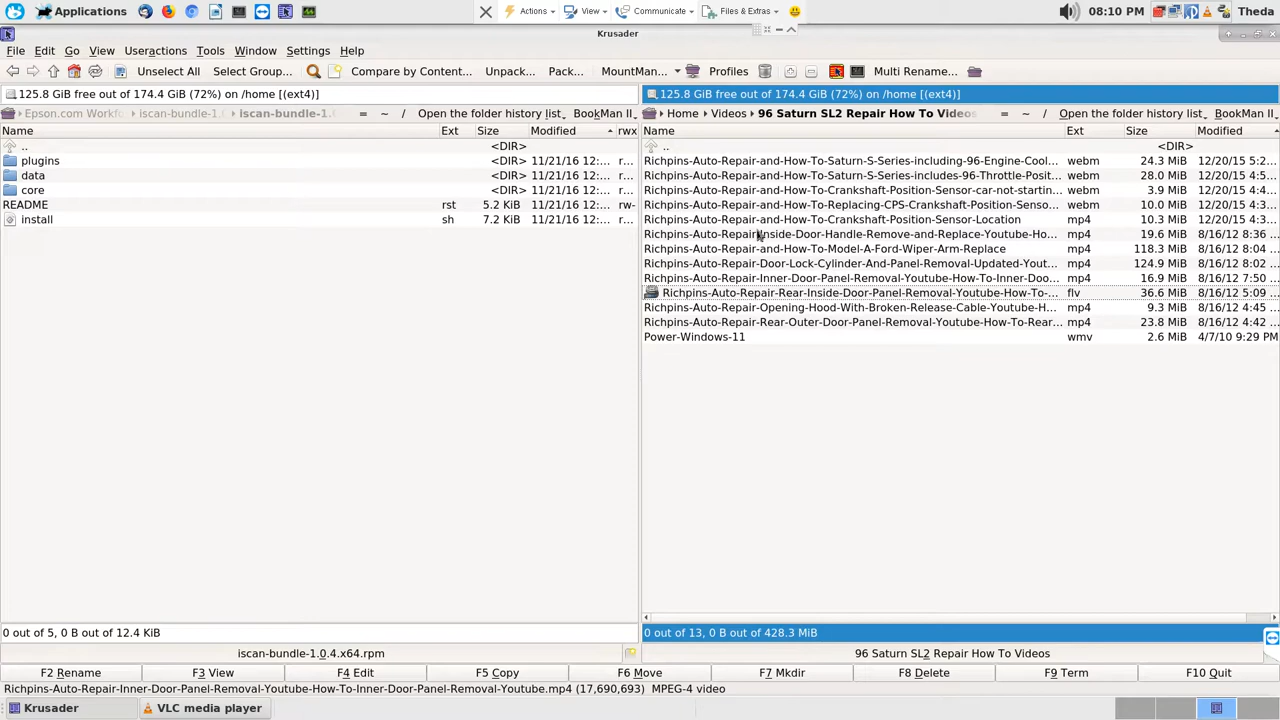 Applications
Actions
View
Communicate
Files & Extras
08:10 PM
Theda
Krusader
File Edit Go View Useractions Tools Window Settings Help
Unselect All Select Group... Compare by Content... Unpack... Pack... MountMan... Profiles Multi Rename...
125.8 GiB free out of 174.4 GiB (72%) on /home [(ext4)]
125.8 GiB free out of 174.4 GiB (72%) on /home [(ext4)]
Epson.com Workfo iscan-bundle-1.0 iscan-bundle-1.0 = / Open the folder history list, BookMan II
Home Videos 96 Saturn SL2 Repair How To Videos = / Open the folder history list, BookMan II
Name Ext Size Modified rwx
.. <DIR>
plugins <DIR> 11/21/16 12:... r...
data <DIR> 11/21/16 12:... r...
core <DIR> 11/21/16 12:... r...
README rst 5.2 KiB 11/21/16 12:... rw-
install sh 7.2 KiB 11/21/16 12:... r...
Name Ext Size Modified
.. <DIR>
Richpins-Auto-Repair-and-How-To-Saturn-S-Series-including-96-Engine-Cool... webm 24.3 MiB 12/20/15 5:2...
Richpins-Auto-Repair-and-How-To-Saturn-S-Series-includes-96-Throttle-Posit... webm 28.0 MiB 12/20/15 4:5...
Richpins-Auto-Repair-and-How-To-Crankshaft-Position-Sensor-car-not-startin... webm 3.9 MiB 12/20/15 4:4...
Richpins-Auto-Repair-and-How-To-Replacing-CPS-Crankshaft-Position-Senso... webm 10.0 MiB 12/20/15 4:3...
Richpins-Auto-Repair-and-How-To-Crankshaft-Position-Sensor-Location mp4 10.3 MiB 12/20/15 4:3...
Richpins-Auto-Repair-Inside-Door-Handle-Remove-and-Replace-Youtube-Ho... mp4 19.6 MiB 8/16/12 8:36 ...
Richpins-Auto-Repair-and-How-To-Model-A-Ford-Wiper-Arm-Replace mp4 118.3 MiB 8/16/12 8:04 ...
Richpins-Auto-Repair-Door-Lock-Cylinder-And-Panel-Removal-Updated-Yout... mp4 124.9 MiB 8/16/12 8:02 ...
Richpins-Auto-Repair-Inner-Door-Panel-Removal-Youtube-How-To-Inner-Doo... mp4 16.9 MiB 8/16/12 7:50 ...
Richpins-Auto-Repair-Rear-Inside-Door-Panel-Removal-Youtube-How-To-... flv 36.6 MiB 8/16/12 5:09 ...
Richpins-Auto-Repair-Opening-Hood-With-Broken-Release-Cable-Youtube-H... mp4 9.3 MiB 8/16/12 4:45 ...
Richpins-Auto-Repair-Rear-Outer-Door-Panel-Removal-Youtube-How-To-Rear... mp4 23.8 MiB 8/16/12 4:42 ...
Power-Windows-11 wmv 2.6 MiB 4/7/10 9:29 PM
0 out of 5, 0 B out of 12.4 KiB
0 out of 13, 0 B out of 428.3 MiB
iscan-bundle-1.0.4.x64.rpm
96 Saturn SL2 Repair How To Videos
F2 Rename F3 View F4 Edit F5 Copy F6 Move F7 Mkdir F8 Delete F9 Term F10 Quit
Richpins-Auto-Repair-Inner-Door-Panel-Removal-Youtube-How-To-Inner-Door-Panel-Removal-Youtube.mp4 (17,690,693) MPEG-4 video
Krusader
VLC media player